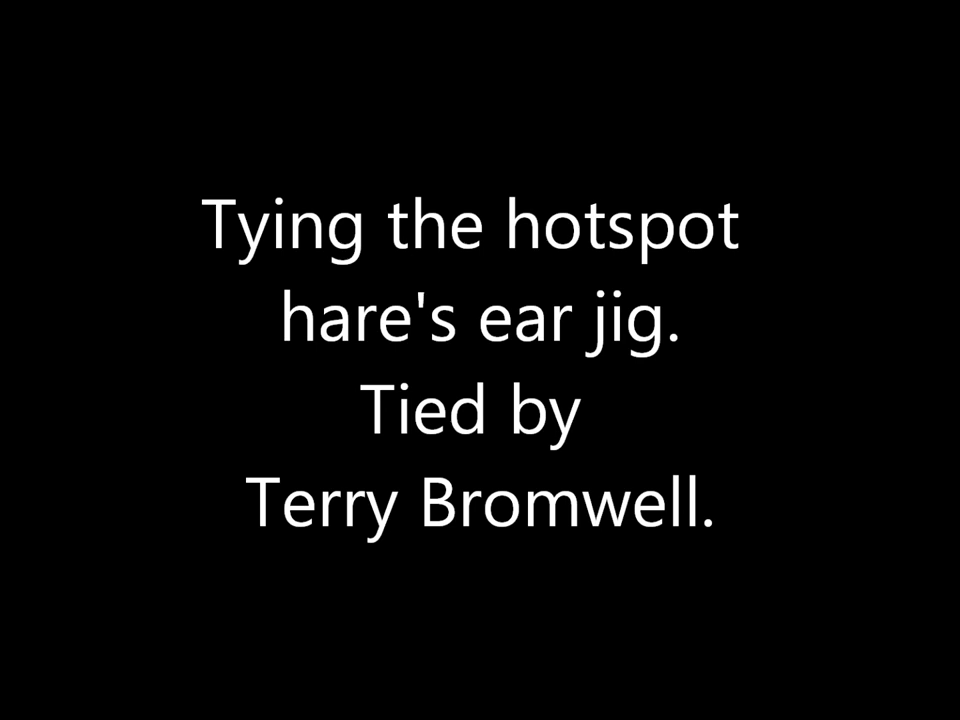 Tying the hotspot
hare's ear jig.
Tied by
Terry Bromwell.